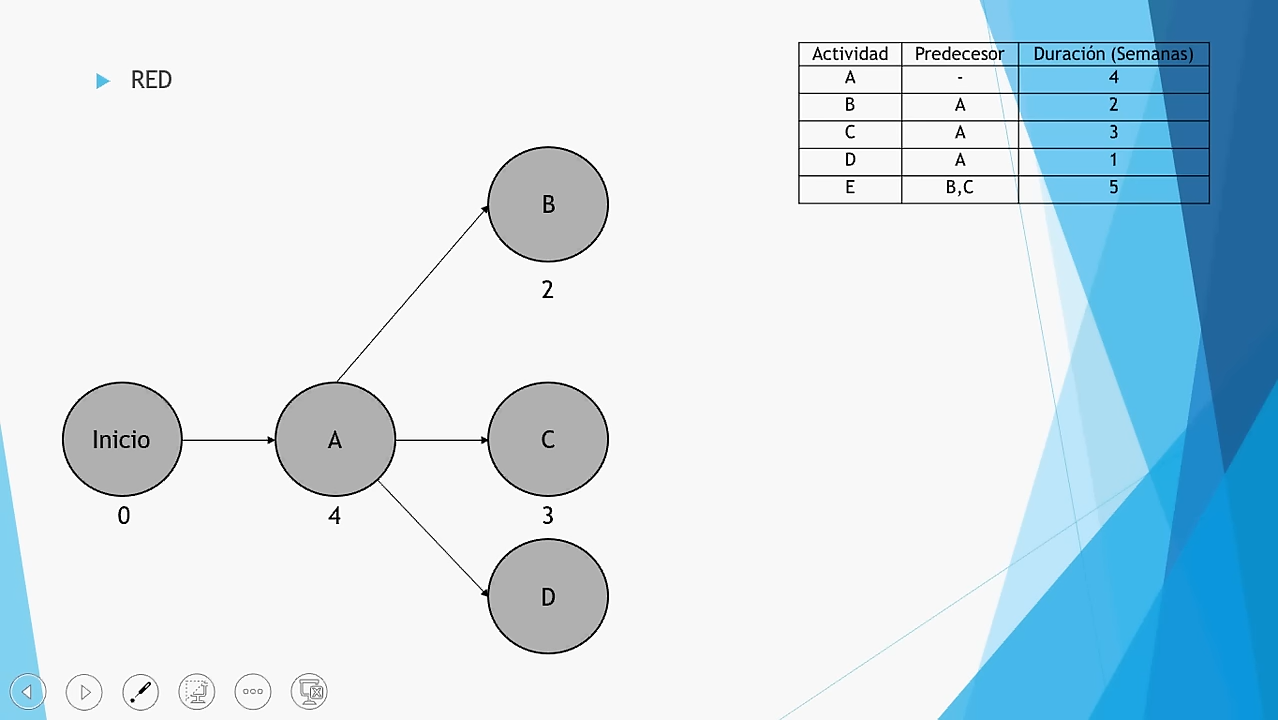 RED
Actividad Predecesor Duración (Semanas)
A - 4
B A 2
C A 3
D A 1
E B,C 5
B
2
Inicio
A
C
0
4
3
D